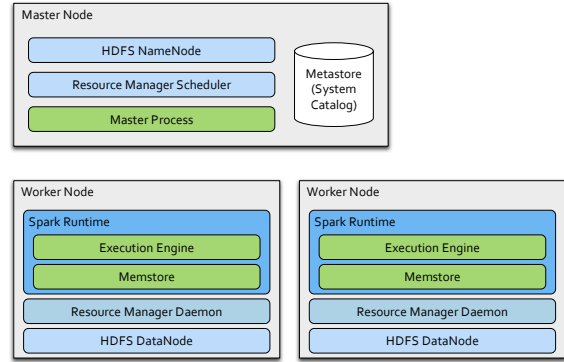 Master Node
HDFS NameNode
Resource Manager Scheduler
Master Process
Metastore
(System
Catalog)
Worker Node
Spark Runtime
Execution Engine
Memstore
Resource Manager Daemon
HDFS DataNode
Worker Node
Spark Runtime
Execution Engine
Memstore
Resource Manager Daemon
HDFS DataNode